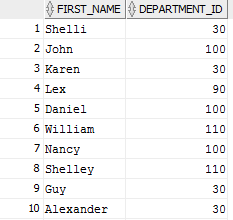 FIRST_NAME DEPARTMENT_ID
1 Shelli 30
2 John 100
3 Karen 30
4 Lex 90
5 Daniel 100
6 William 110
7 Nancy 100
8 Shelley 110
9 Guy 30
10 Alexander 30